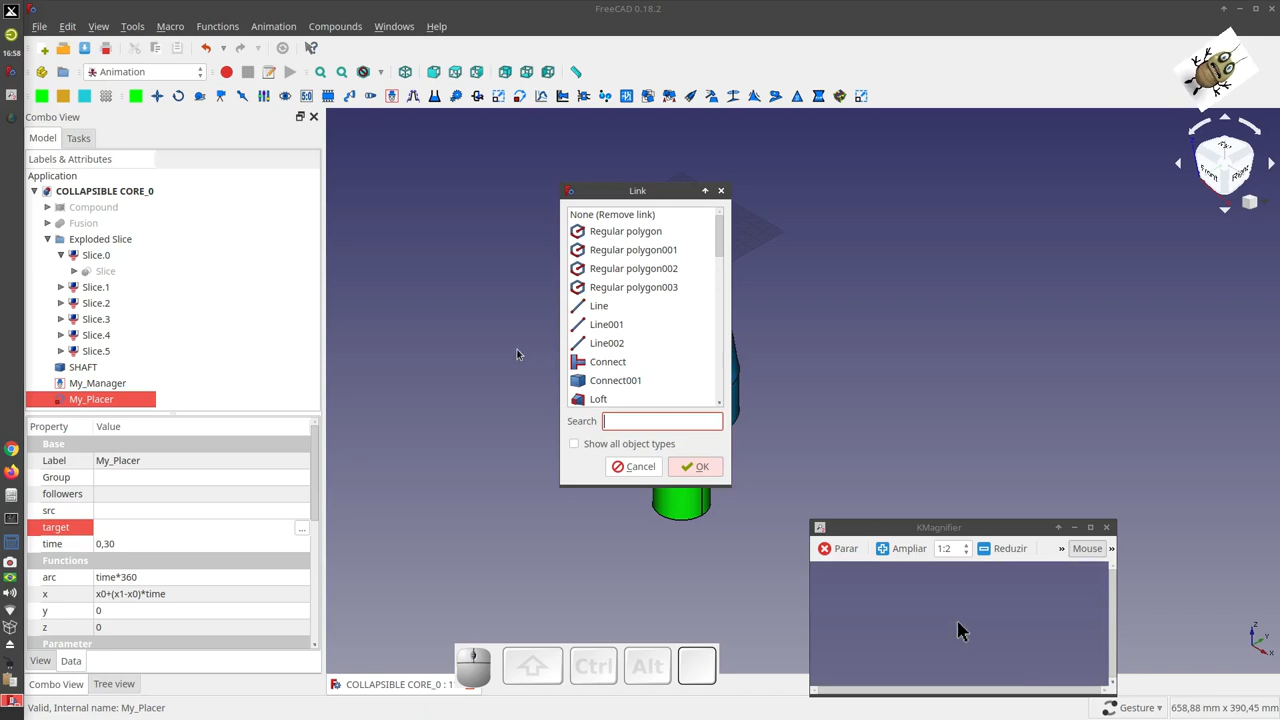 FreeCAD 0.18.2
File Edit View Tools Macro Functions Animation Compounds Windows Help
16:58
Animation
Combo View
Model Tasks
Labels & Attributes
Application
COLLAPSIBLE CORE_0
Compound
Fusion
Exploded Slice
Slice.0
Slice
Slice.1
Slice.2
Slice.3
Slice.4
Slice.5
SHAFT
My_Manager
My_Placer
Property Value
Base
Label My_Placer
Group
followers
src
target ...
time 0,30
Functions
arc time*360
x x0+(x1-x0)*time
y 0
z 0
Parameter
View Data
Combo View Tree view
Valid, Internal name: My_Placer
Link
None (Remove link)
Regular polygon
Regular polygon001
Regular polygon002
Regular polygon003
Line
Line001
Line002
Connect
Connect001
Loft
Search
Show all object types
Cancel OK
Front Right
KMagnifier
Parar Ampliar 1:2 Reduzir » Mouse »
Ctrl Alt
COLLAPSIBLE CORE_0 : 1
Z
X
Gesture 658,88 mm x 390,45 mm